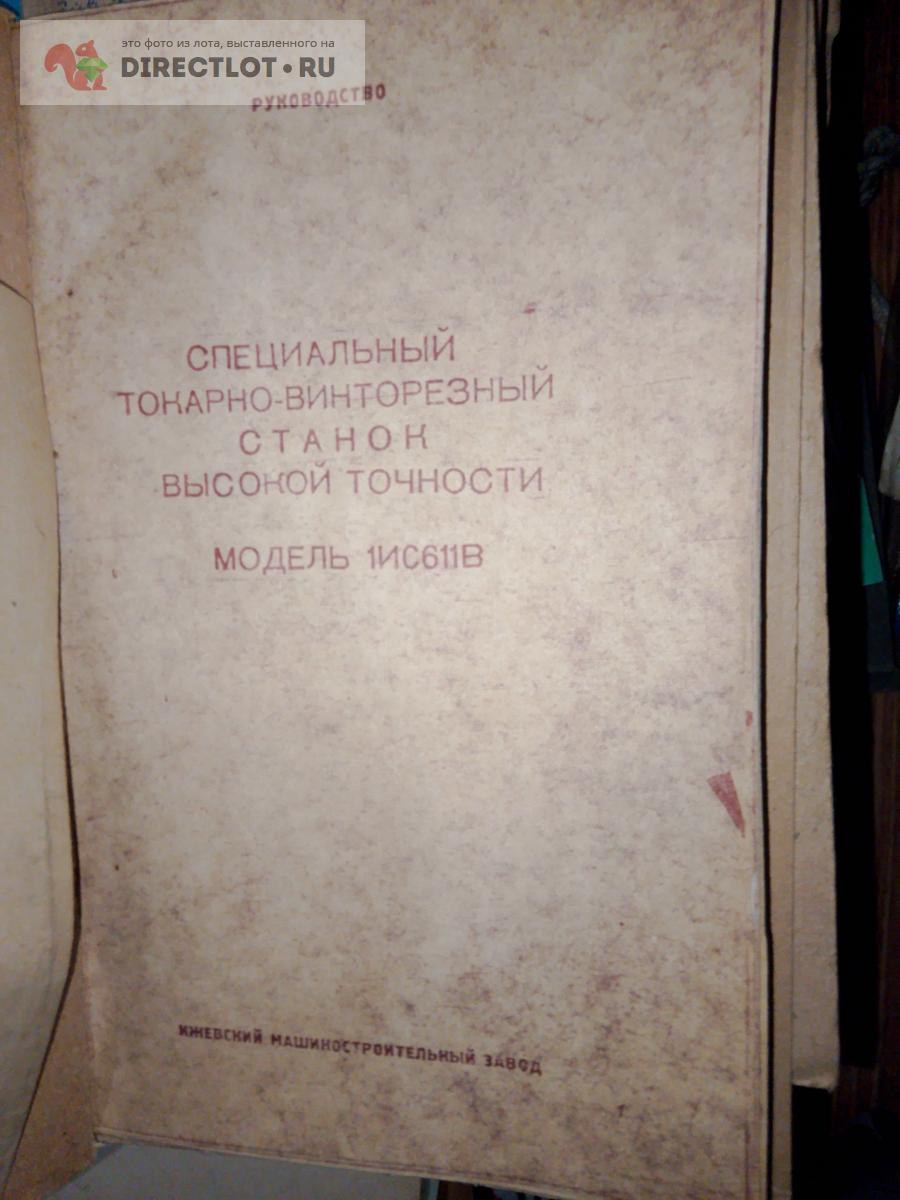 это фото из лота, выставленного на
DIRECTLOT.RU
РУКОВОДСТВО
СПЕЦИАЛЬНЫЙ
ТОКАРНО-ВИНТОРЕЗНЫЙ
СТАНОК
ВЫСОКОЙ ТОЧНОСТИ
МОДЕЛЬ 1ИС611В
ИЖЕВСКИЙ МАШИНОСТРОИТЕЛЬНЫЙ ЗАВОД